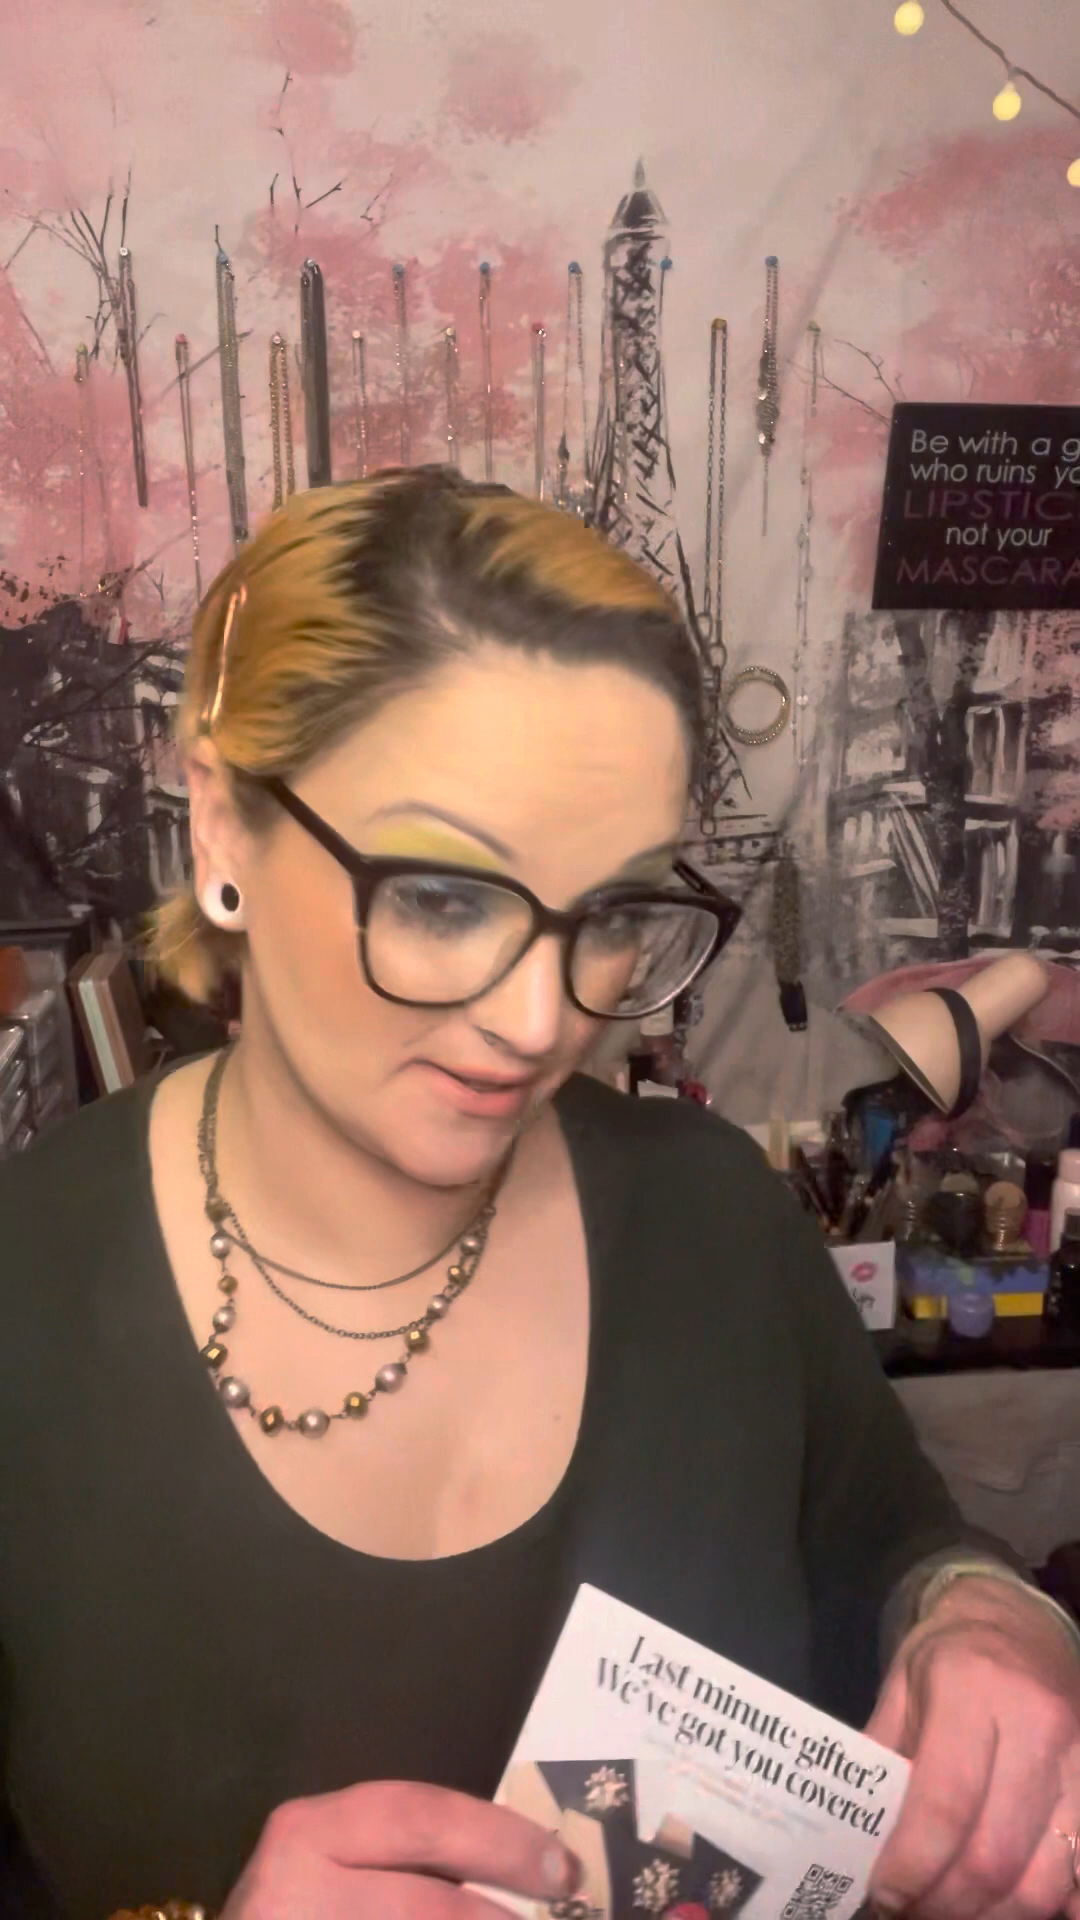 Be with a g
who ruins yo
LIPSTIC
not your
MASCARA
Last minute gifter?
We've got you covered.